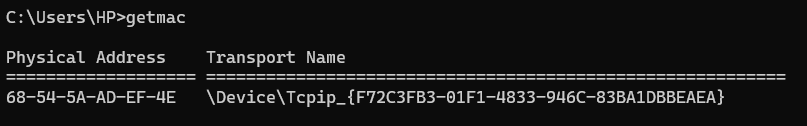 C:\Users\HP>getmac
Physical Address    Transport Name
=================== ==========================================================
68-54-5A-AD-EF-4E   \Device\Tcpip_{F72C3FB3-01F1-4833-946C-83BA1DBBEAEA}